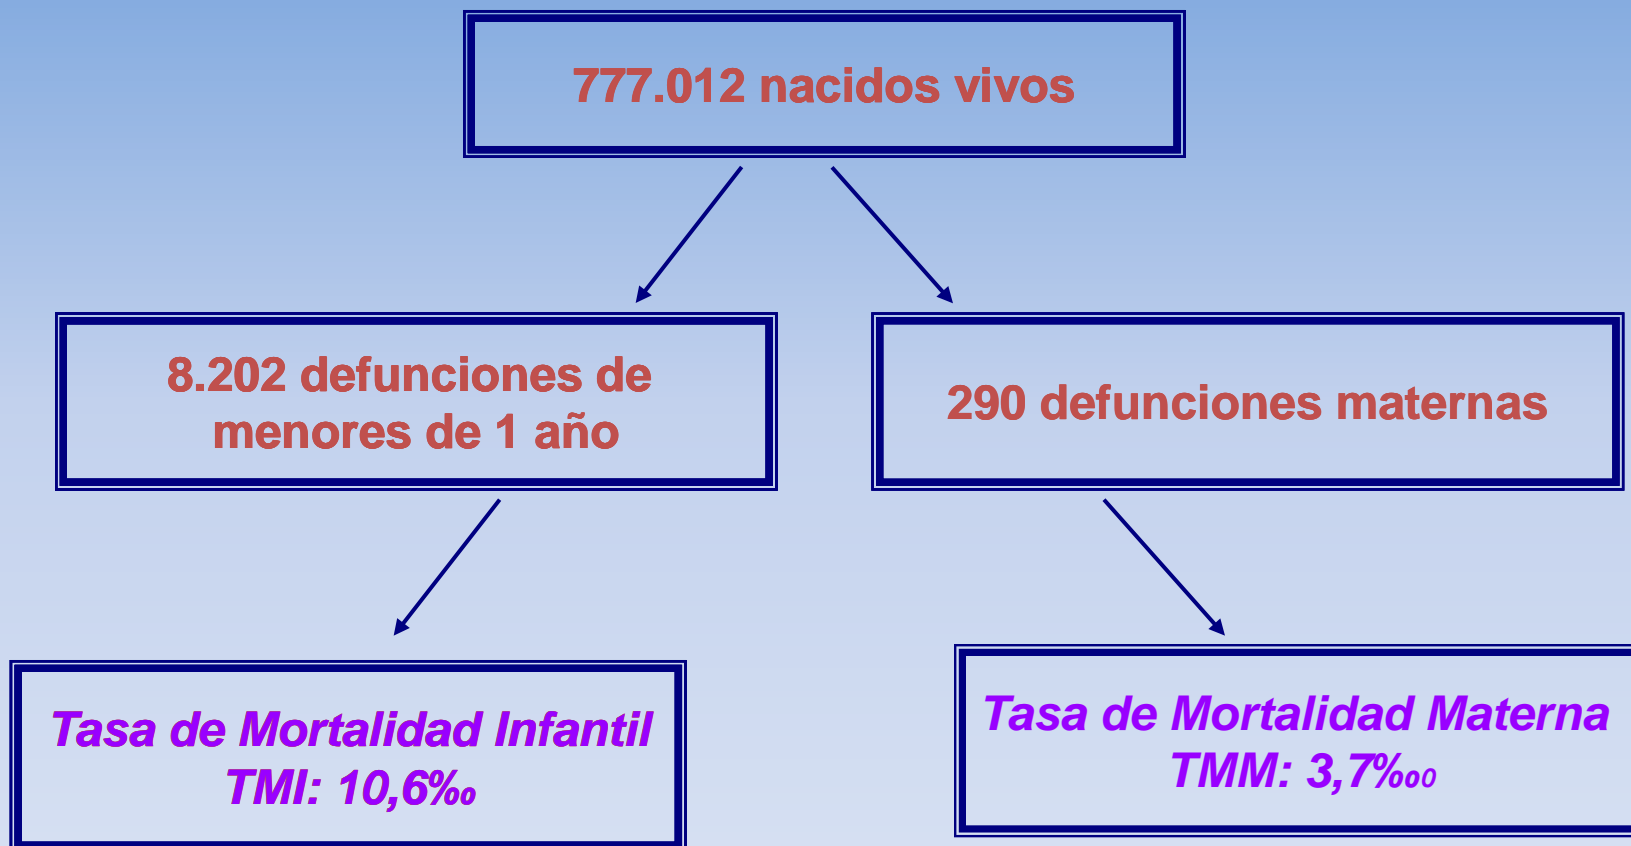 777.012 nacidos vivos
8.202 defunciones de
menores de 1 año
290 defunciones maternas
Tasa de Mortalidad Infantil
TMI: 10,6‰
Tasa de Mortalidad Materna
TMM: 3,7‰0